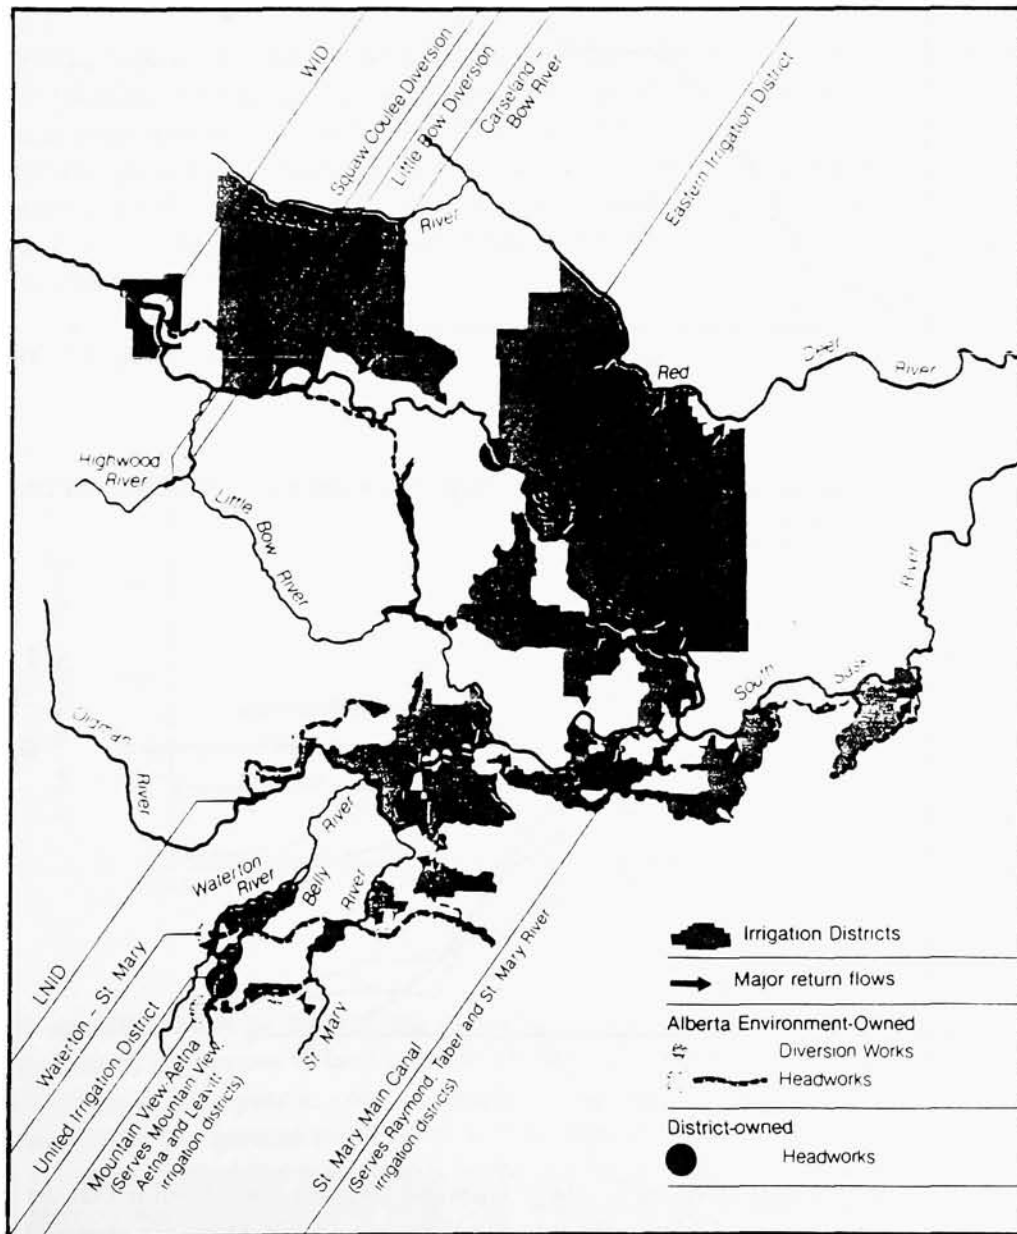 WID
Squaw Coulee Diversion
Little Bow Diversion
Carseland
Bow River
Eastern Irrigation District
River
Red
Deer
River
Highwood
River
Little
Bow
River
River
South
Sask
Oldman
River
River
Waterton
River
Belly
River
St. Mary
LNID
Waterton – St. Mary
United Irrigation District
Mountain View-Aetna
(Serves Mountain View,
Aetna and Leavitt
irrigation districts)
St. Mary Main Canal
(Serves Raymond, Taber and St. Mary River
irrigation districts)
Irrigation Districts
Major return flows
Alberta Environment-Owned
Diversion Works
Headworks
District-owned
Headworks